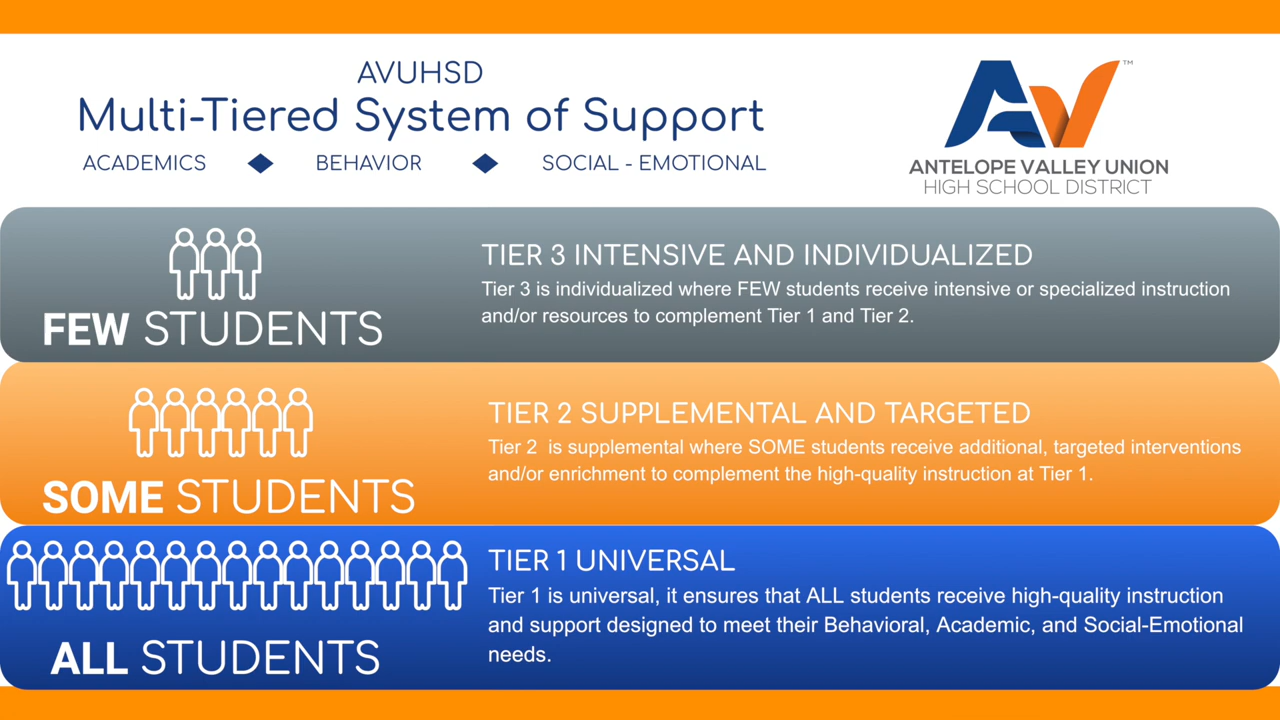 AVUHSD
Multi-Tiered System of Support
ACADEMICS ◆ BEHAVIOR ◆ SOCIAL - EMOTIONAL
AV™
ANTELOPE VALLEY UNION
HIGH SCHOOL DISTRICT
FEW STUDENTS
TIER 3 INTENSIVE AND INDIVIDUALIZED
Tier 3 is individualized where FEW students receive intensive or specialized instruction
and/or resources to complement Tier 1 and Tier 2.
SOME STUDENTS
TIER 2 SUPPLEMENTAL AND TARGETED
Tier 2  is supplemental where SOME students receive additional, targeted interventions
and/or enrichment to complement the high-quality instruction at Tier 1.
ALL STUDENTS
TIER 1 UNIVERSAL
Tier 1 is universal, it ensures that ALL students receive high-quality instruction
and support designed to meet their Behavioral, Academic, and Social-Emotional
needs.